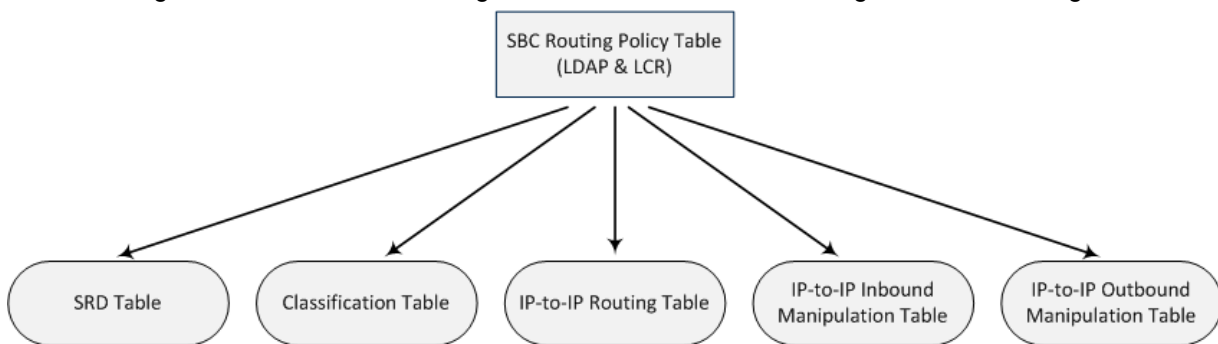 SBC Routing Policy Table
(LDAP & LCR)
SRD Table
Classification Table
IP-to-IP Routing Table
IP-to-IP Inbound
Manipulation Table
IP-to-IP Outbound
Manipulation Table